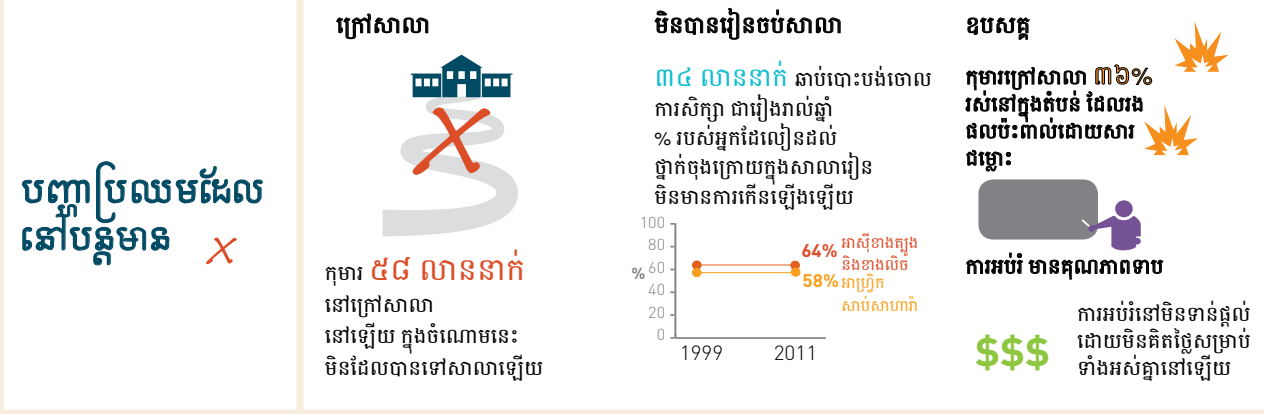 បញ្ហាប្រឈមដែល
នៅបន្តមាន
ក្រៅសាលា
កុមារ ៥៨ លាននាក់
នៅក្រៅសាលា
នៅឡើយ ក្នុងចំណោមនេះ
មិនដែលបានទៅសាលាឡើយ
មិនបានរៀនចប់សាលា
៣៤ លាននាក់ ឆាប់បោះបង់ចោល
ការសិក្សា ជារៀងរាល់ឆ្នាំ
% របស់អ្នកដែលៀនដល់
ថ្នាក់ចុងក្រោយក្នុងសាលារៀន
មិនមានការកើនឡើងឡើយ
100
80
60
40
20
0
%
64% អាស៊ីខាងត្បូង
និងខាងលិច
58% អាហ្វ្រិក
សាប់សាហារ៉ា
1999 2011
ឧបសគ្គ
កុមារក្រៅសាលា ៣៦%
រស់នៅក្នុងតំបន់ ដែលរង
ផលប៉ះពាល់ដោយសារ
ជម្លោះ
ការអប់រំ មានគុណភាពទាប
$$$
ការអប់រំនៅមិនទាន់ផ្តល់
ដោយមិនគិតថ្លៃសម្រាប់
ទាំងអស់គ្នានៅឡើយ